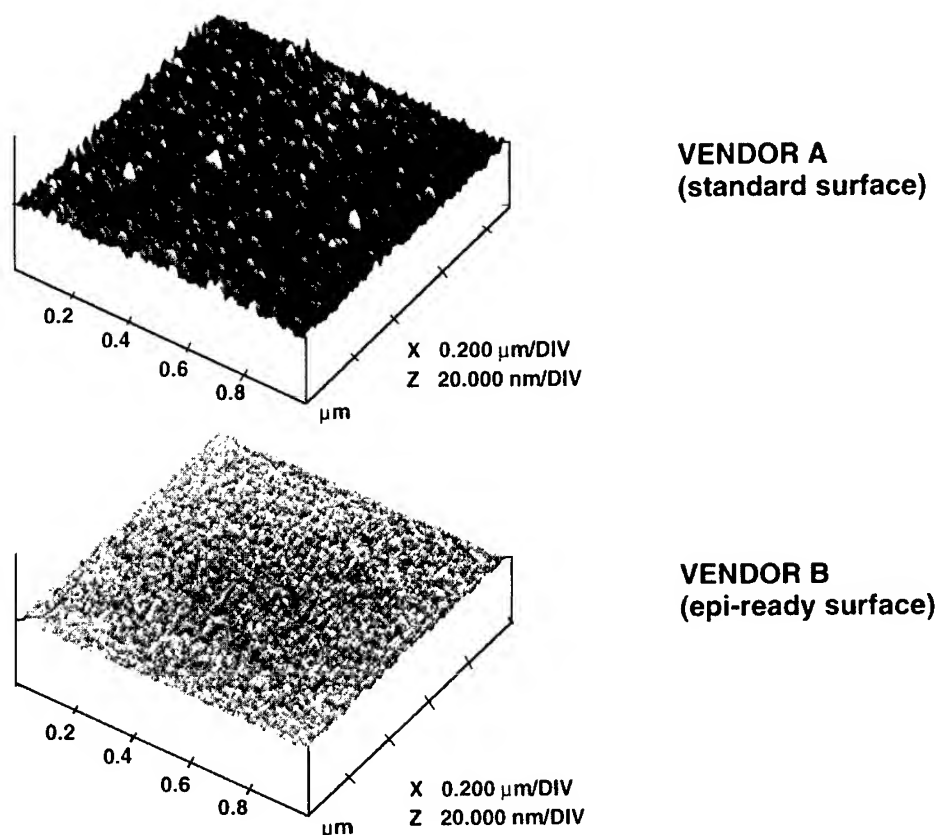 VENDOR A
(standard surface)
0.2
0.4
0.6
0.8
μm
X 0.200 μm/DIV
Z 20.000 nm/DIV
VENDOR B
(epi-ready surface)
0.2
0.4
0.6
0.8
μm
X 0.200 μm/DIV
Z 20.000 nm/DIV